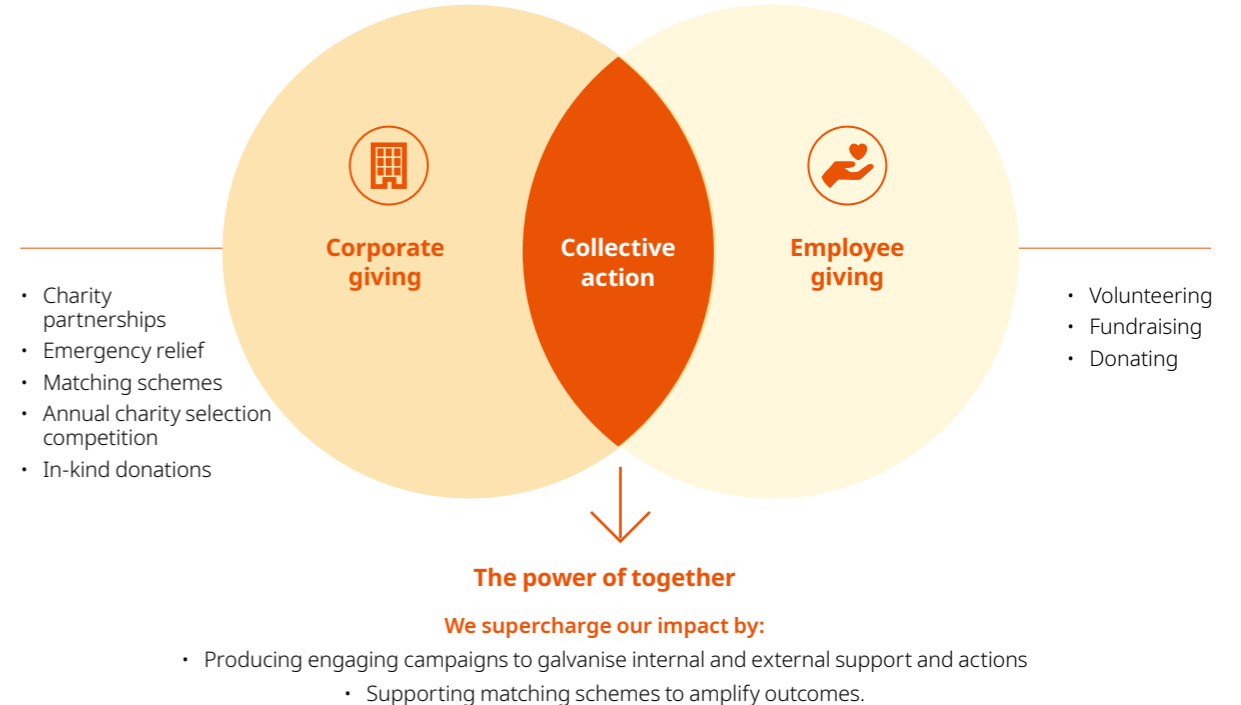 Corporate
giving
Collective
action
Employee
giving
• Charity
partnerships
• Emergency relief
• Matching schemes
• Annual charity selection
competition
• In-kind donations
• Volunteering
• Fundraising
• Donating
The power of together
We supercharge our impact by:
• Producing engaging campaigns to galvanise internal and external support and actions
• Supporting matching schemes to amplify outcomes.